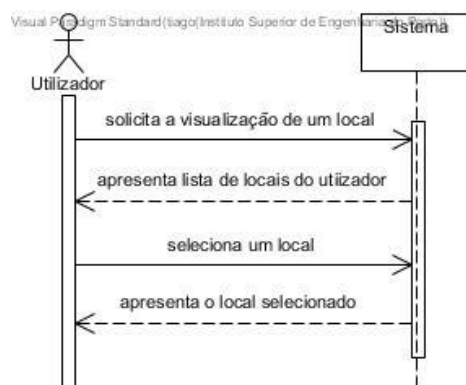 Visual Paradigm Standard(tiago(Instituto Superior de Engenharia do Porto))
Sistema
Utilizador
solicita a visualização de um local
apresenta lista de locais do utiizador
seleciona um local
apresenta o local selecionado